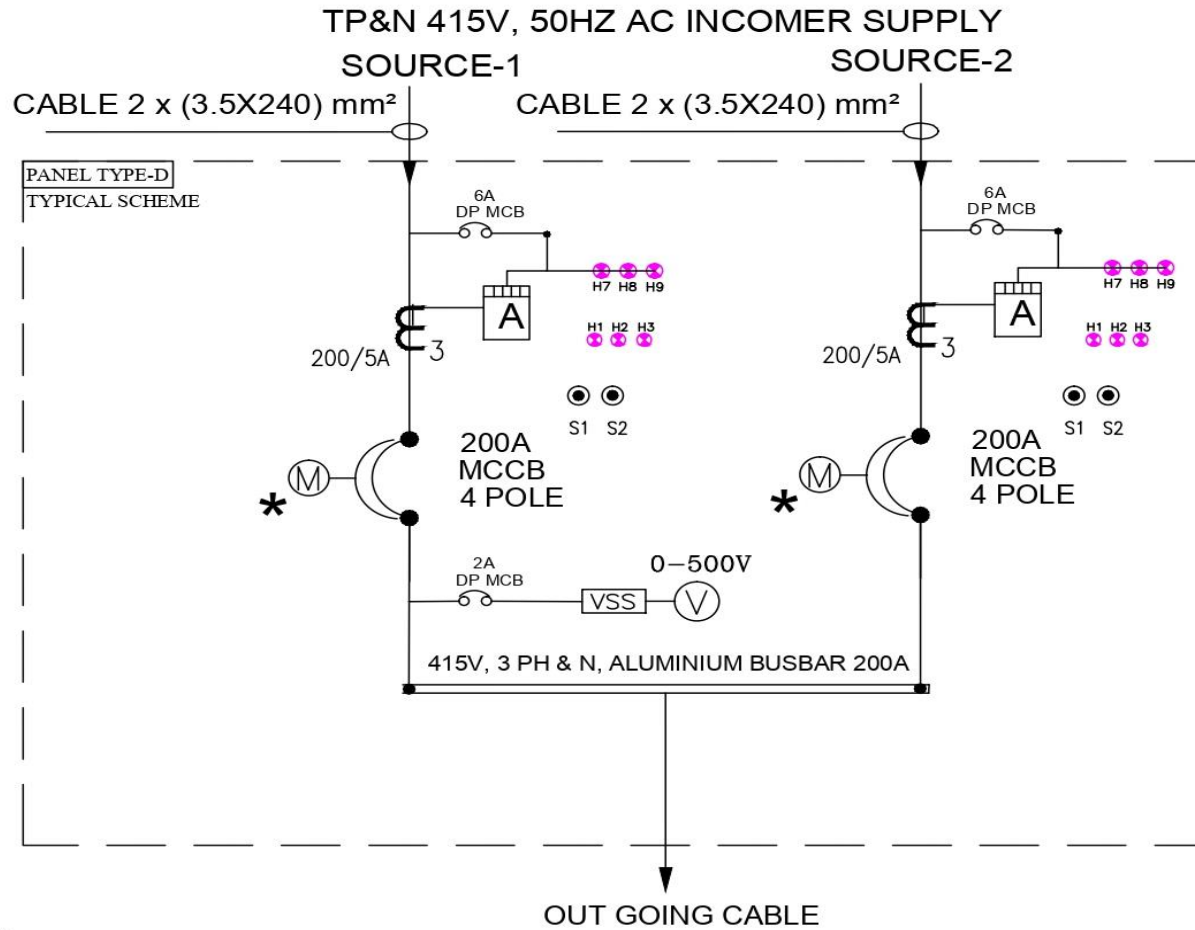 TP&N 415V, 50HZ AC INCOMER SUPPLY
SOURCE-1
SOURCE-2
CABLE 2 x (3.5X240) mm²
CABLE 2 x (3.5X240) mm²
PANEL TYPE-D
TYPICAL SCHEME
6A
DP MCB
6A
DP MCB
H7 H8 H9
H7 H8 H9
A
A
H1 H2 H3
H1 H2 H3
200/5A
3
200/5A
3
S1 S2
S1 S2
M
*
200A
MCCB
4 POLE
M
*
200A
MCCB
4 POLE
2A
DP MCB
VSS
0-500V
V
415V, 3 PH & N, ALUMINIUM BUSBAR 200A
OUT GOING CABLE